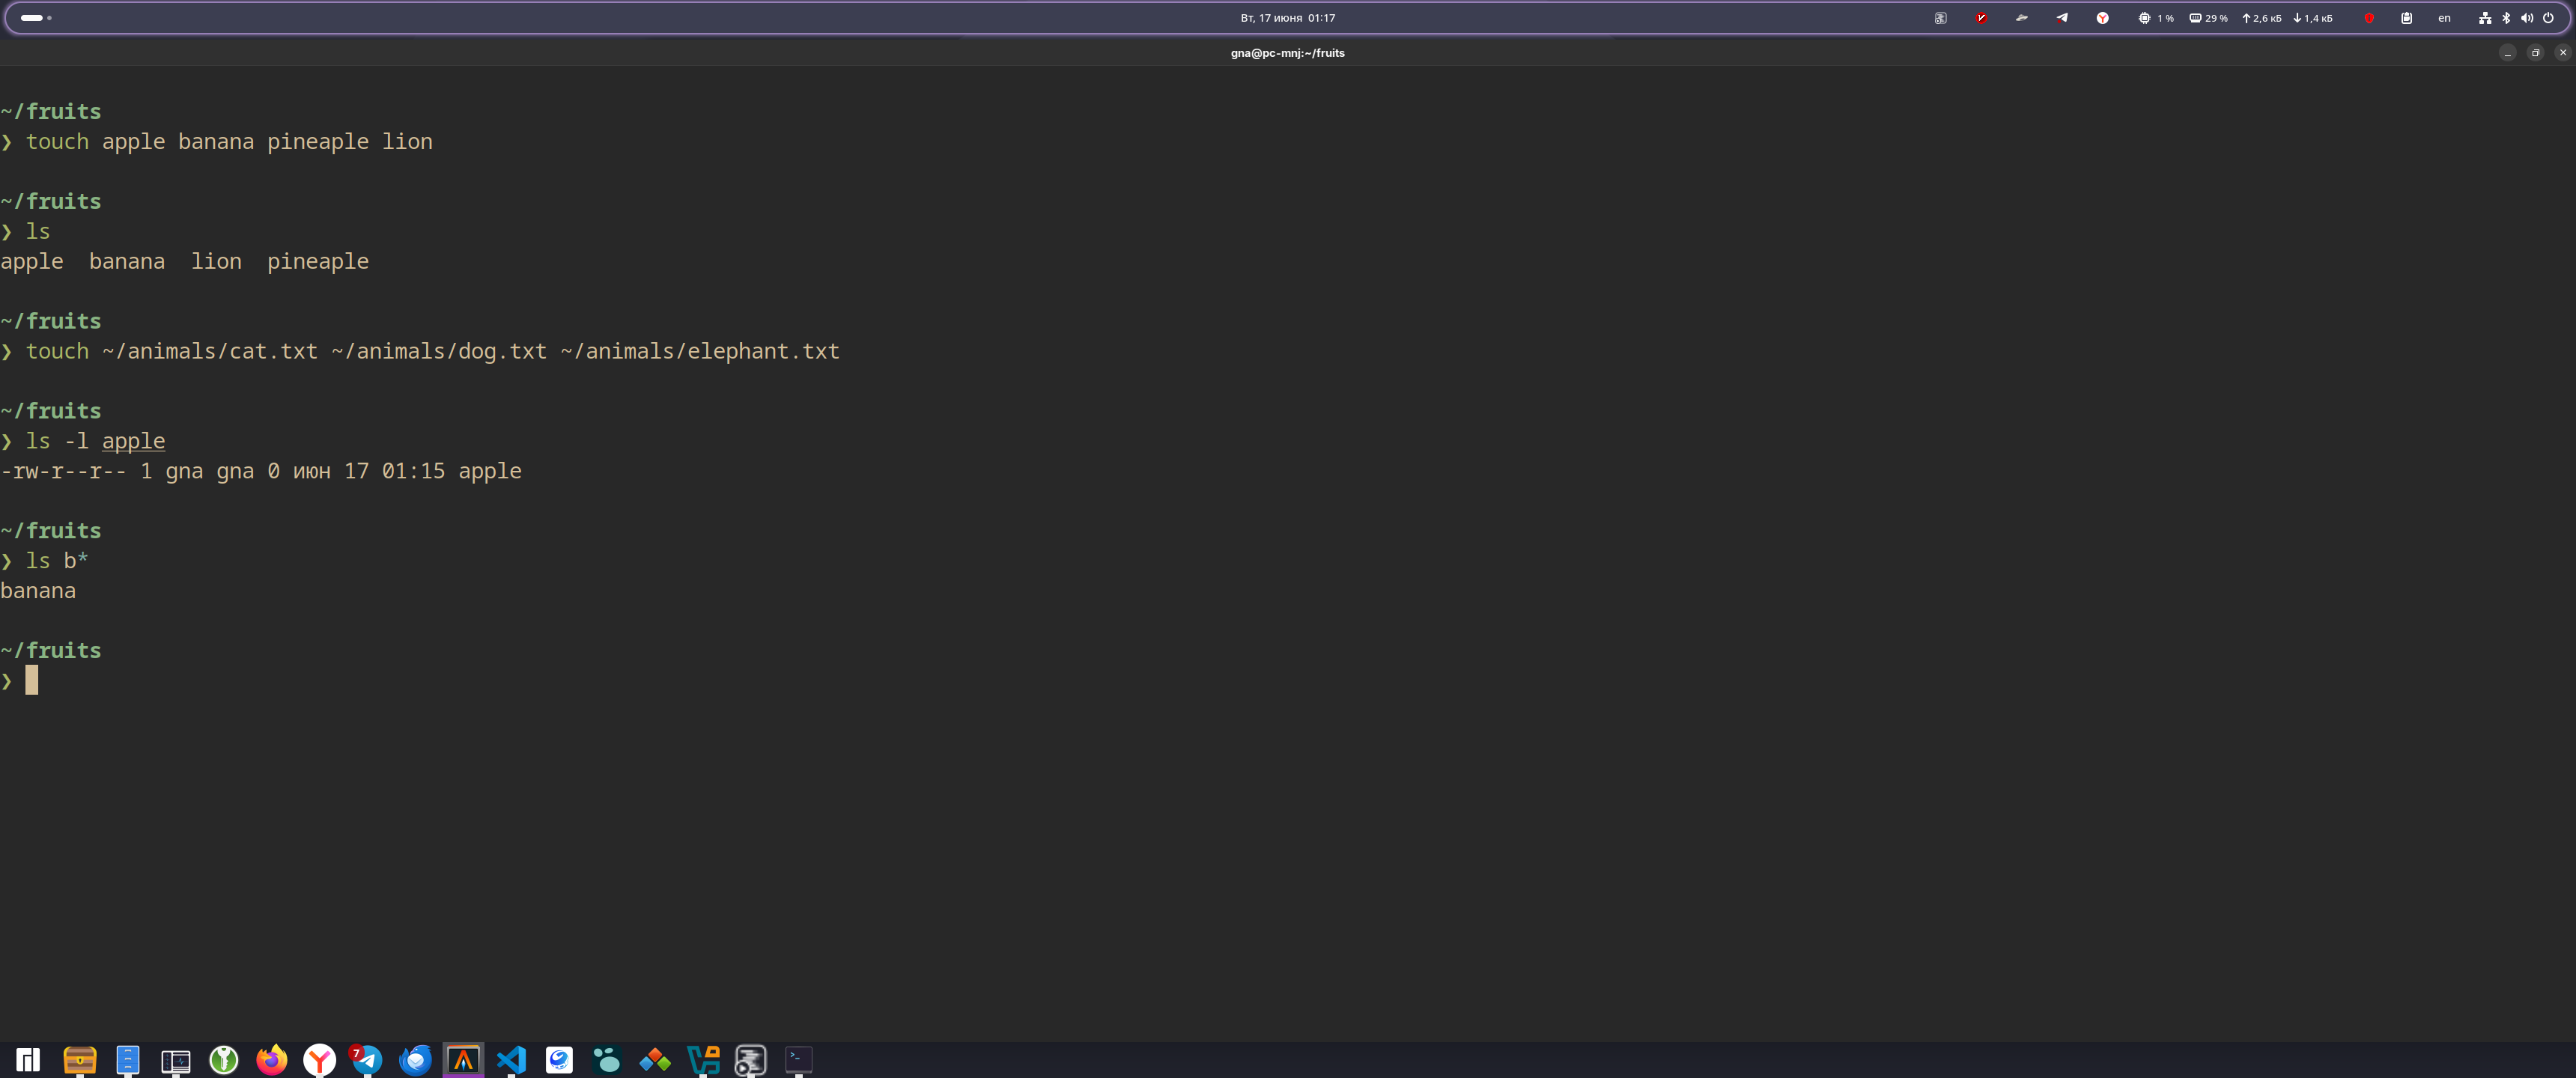 Вт, 17 июня 01:17
1 %
29 %
2,6 кБ
1,4 кБ
en
gna@pc-mnj:~/fruits
~/fruits
❯ touch apple banana pineaple lion
~/fruits
❯ ls
apple  banana  lion  pineaple
~/fruits
❯ touch ~/animals/cat.txt ~/animals/dog.txt ~/animals/elephant.txt
~/fruits
❯ ls -l apple
-rw-r--r-- 1 gna gna 0 июн 17 01:15 apple
~/fruits
❯ ls b*
banana
~/fruits
❯
7